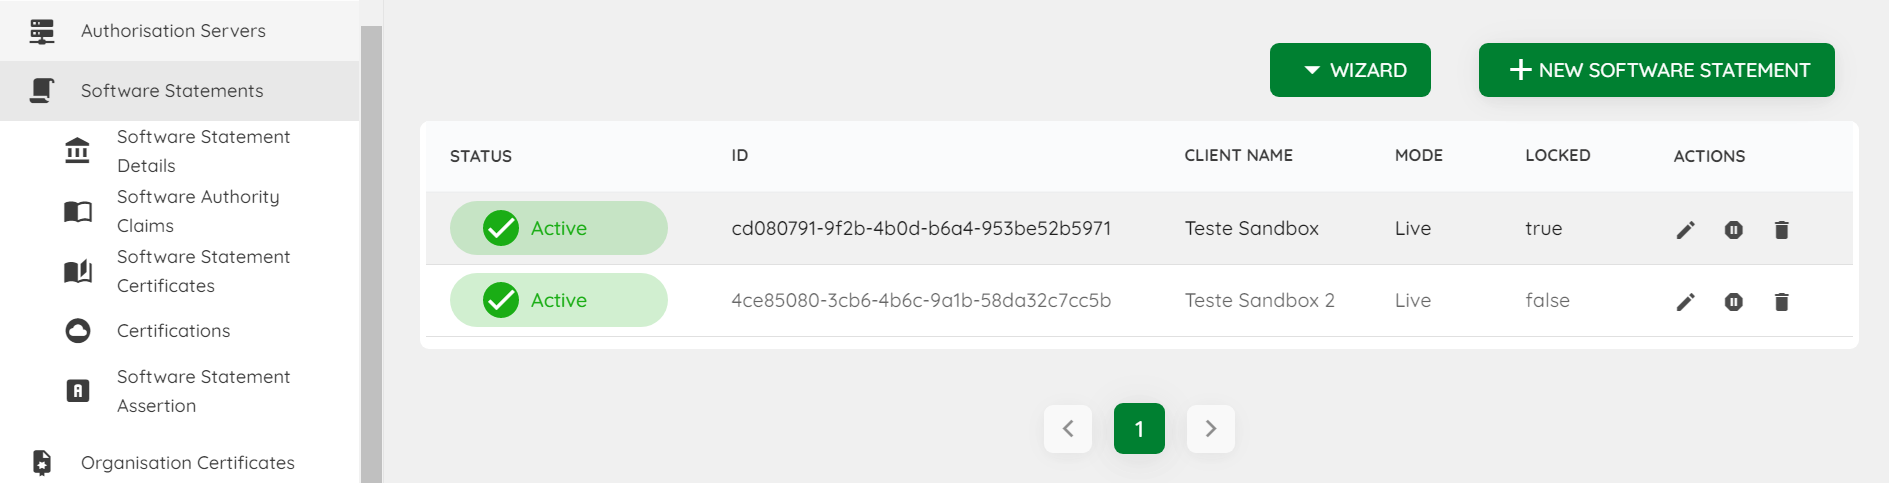 Authorisation Servers
Software Statements
Software Statement
Details
Software Authority
Claims
Software Statement
Certificates
Certifications
Software Statement
Assertion
Organisation Certificates
WIZARD
NEW SOFTWARE STATEMENT
STATUS ID CLIENT NAME MODE LOCKED ACTIONS
Active cd080791-9f2b-4b0d-b6a4-953be52b5971 Teste Sandbox Live true
Active 4ce85080-3cb6-4b6c-9a1b-58da32c7cc5b Teste Sandbox 2 Live false
1